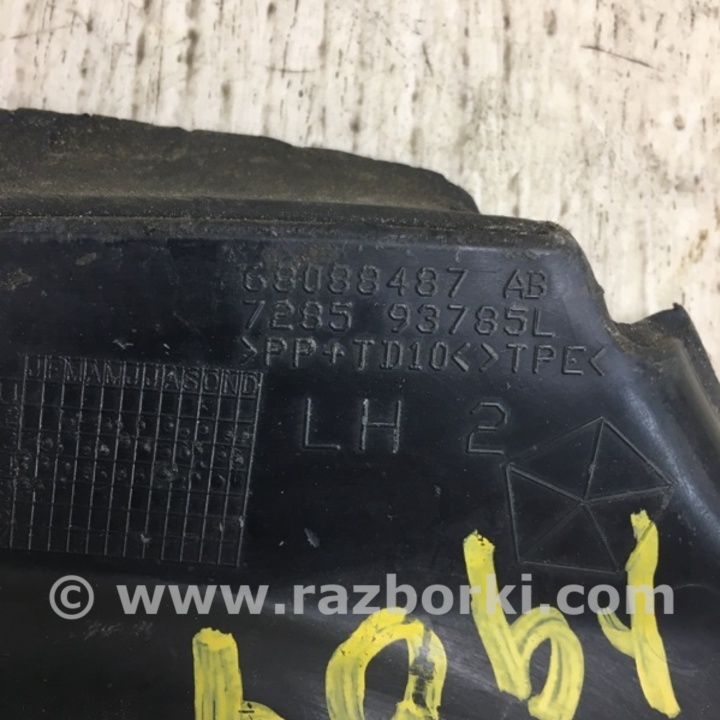 68088487 AB
7285 93785L
>PP+TD10<>TPE<
JFMAMJJASOND
LH 2
© www.razborki.com